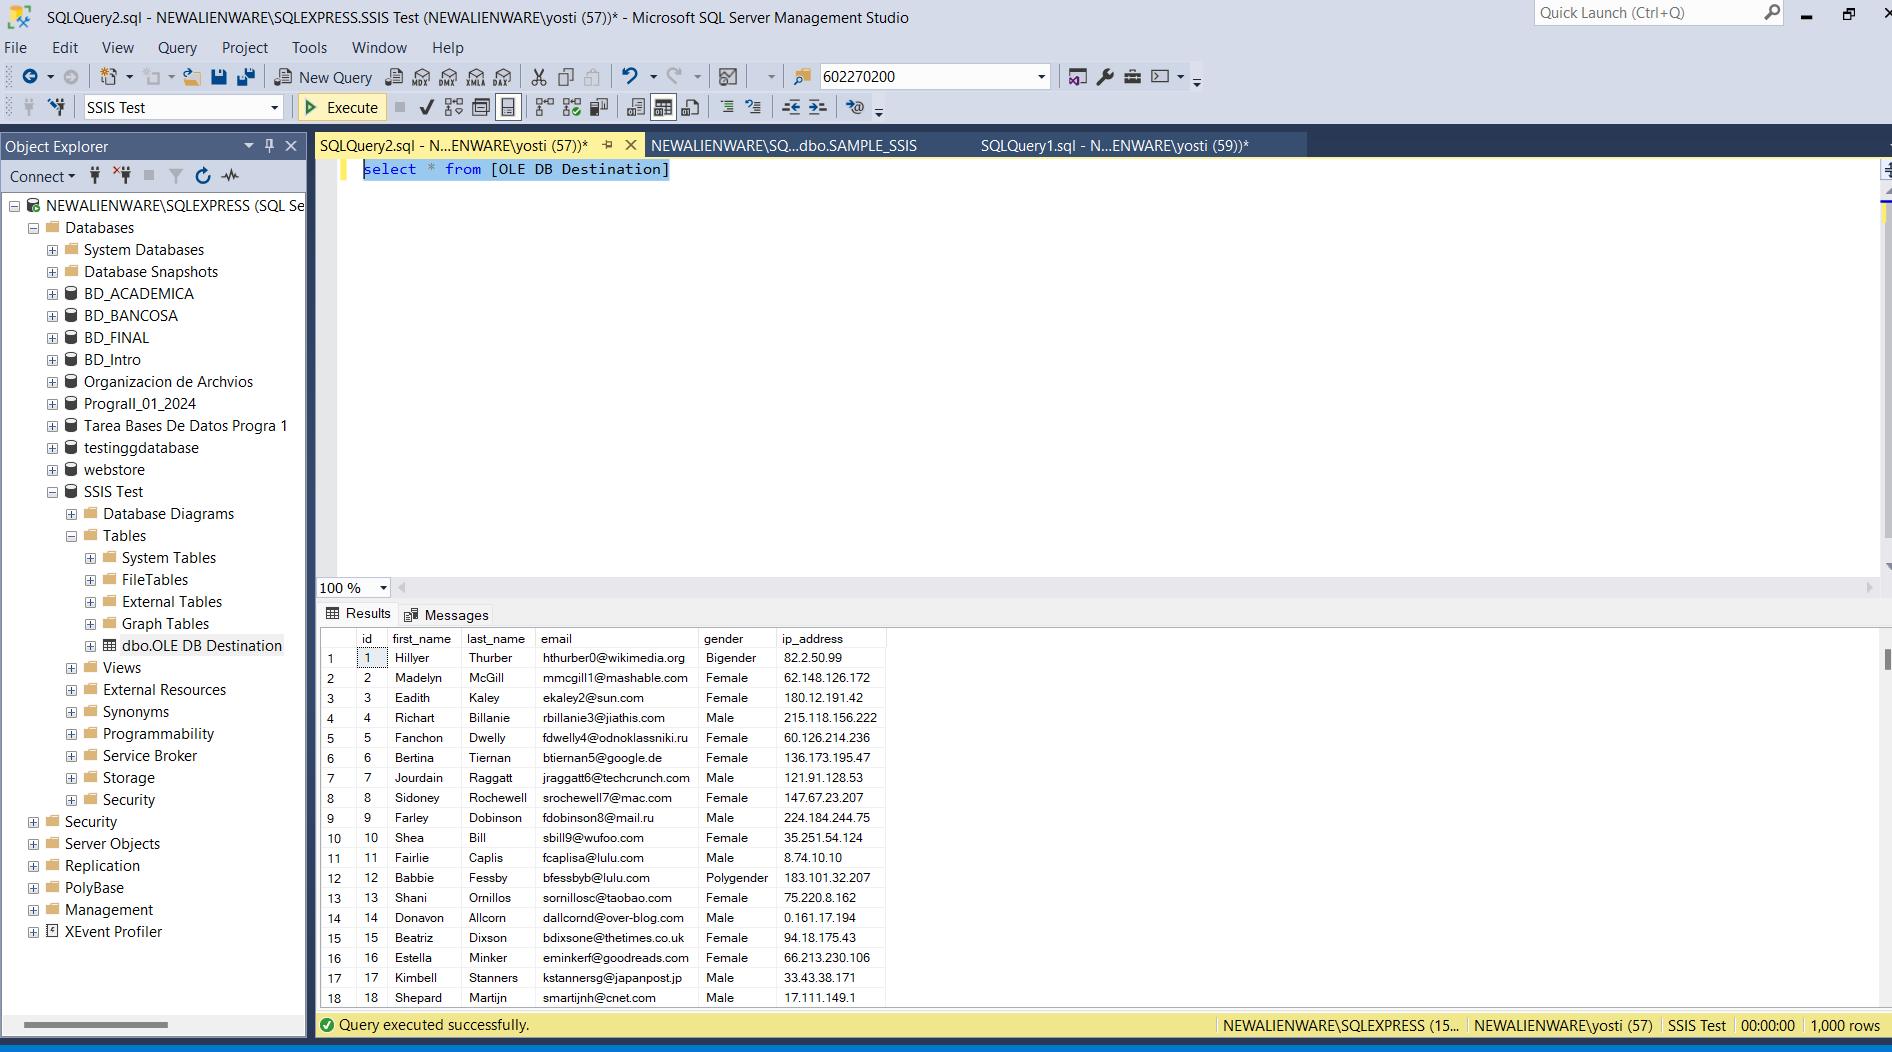 SQLQuery2.sql - NEWALIENWARE\SQLEXPRESS.SSIS Test (NEWALIENWARE\yosti (57))* - Microsoft SQL Server Management Studio
Quick Launch (Ctrl+Q)
File Edit View Query Project Tools Window Help
New Query MDX DMX XMLA DAX 602270200
SSIS Test Execute
Object Explorer
SQLQuery2.sql - N...ENWARE\yosti (57))* NEWALIENWARE\SQ...dbo.SAMPLE_SSIS SQLQuery1.sql - N...ENWARE\yosti (59))*
Connect
select * from [OLE DB Destination]
NEWALIENWARE\SQLEXPRESS (SQL Se
Databases
System Databases
Database Snapshots
BD_ACADEMICA
BD_BANCOSA
BD_FINAL
BD_Intro
Organizacion de Archvios
PrograII_01_2024
Tarea Bases De Datos Progra 1
testinggdatabase
webstore
SSIS Test
Database Diagrams
Tables
System Tables
FileTables
External Tables
Graph Tables
dbo.OLE DB Destination
Views
External Resources
Synonyms
Programmability
Service Broker
Storage
Security
Security
Server Objects
Replication
PolyBase
Management
XEvent Profiler
100 %
Results Messages
id first_name last_name email gender ip_address
1 1 Hillyer Thurber hthurber0@wikimedia.org Bigender 82.2.50.99
2 2 Madelyn McGill mmcgill1@mashable.com Female 62.148.126.172
3 3 Eadith Kaley ekaley2@sun.com Female 180.12.191.42
4 4 Richart Billanie rbillanie3@jiathis.com Male 215.118.156.222
5 5 Fanchon Dwelly fdwelly4@odnoklassniki.ru Female 60.126.214.236
6 6 Bertina Tiernan btiernan5@google.de Female 136.173.195.47
7 7 Jourdain Raggatt jraggatt6@techcrunch.com Male 121.91.128.53
8 8 Sidoney Rochewell srochewell7@mac.com Female 147.67.23.207
9 9 Farley Dobinson fdobinson8@mail.ru Male 224.184.244.75
10 10 Shea Bill sbill9@wufoo.com Female 35.251.54.124
11 11 Fairlie Caplis fcaplisa@lulu.com Male 8.74.10.10
12 12 Babbie Fessby bfessbyb@lulu.com Polygender 183.101.32.207
13 13 Shani Ornillos sornillosc@taobao.com Female 75.220.8.162
14 14 Donavon Allcorn dallcornd@over-blog.com Male 0.161.17.194
15 15 Beatriz Dixson bdixsone@thetimes.co.uk Female 94.18.175.43
16 16 Estella Minker eminkerf@goodreads.com Female 66.213.230.106
17 17 Kimbell Stanners kstannersg@japanpost.jp Male 33.43.38.171
18 18 Shepard Martijn smartijnh@cnet.com Male 17.111.149.1
Query executed successfully. NEWALIENWARE\SQLEXPRESS (15... NEWALIENWARE\yosti (57) SSIS Test 00:00:00 1,000 rows